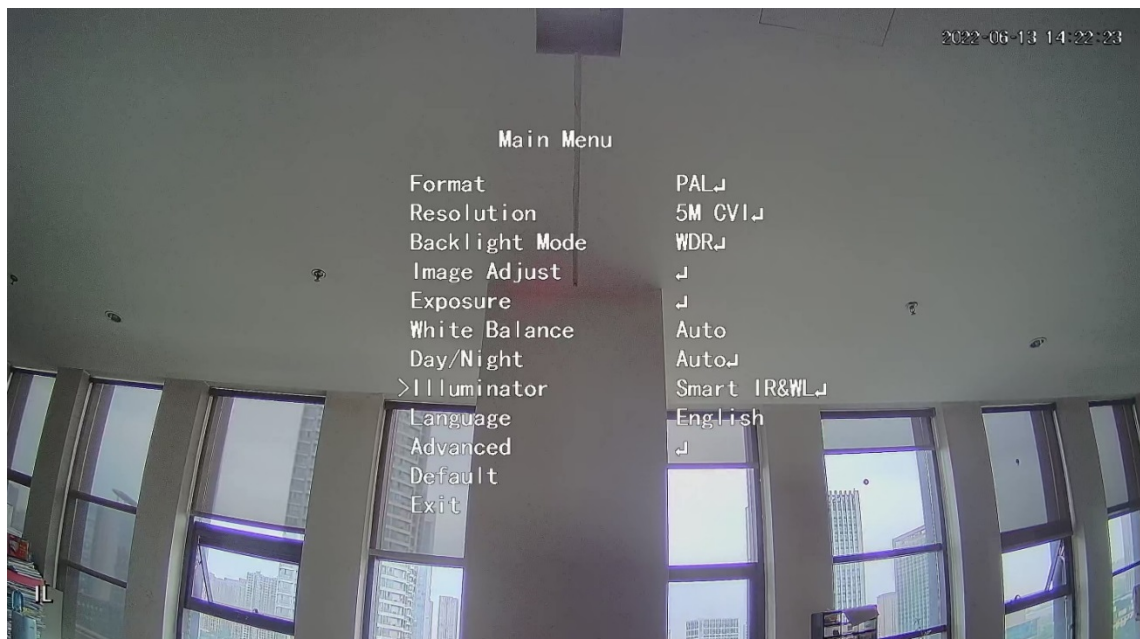 2022-06-13 14:22:23
Main Menu
Format PAL↲
Resolution 5M CVI↲
Backlight Mode WDR↲
Image Adjust ↲
Exposure ↲
White Balance Auto
Day/Night Auto↲
>Illuminator Smart IR&WL↲
Language English
Advanced ↲
Default
Exit
IL